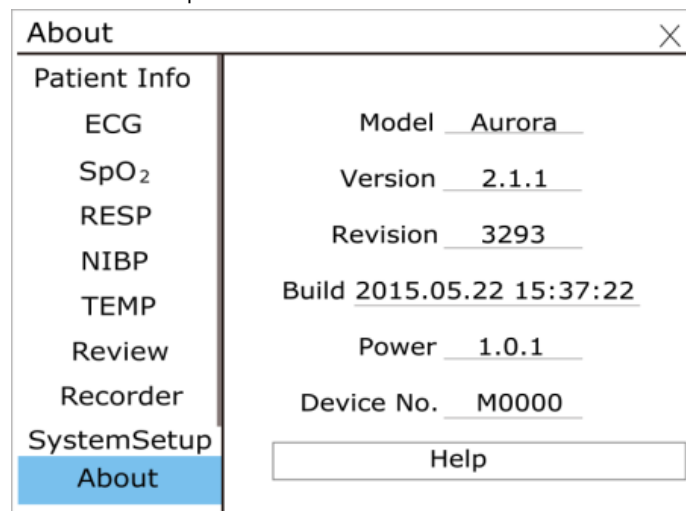 About
Patient Info
ECG
SpO₂
RESP
NIBP
TEMP
Review
Recorder
SystemSetup
About
Model Aurora
Version 2.1.1
Revision 3293
Build 2015.05.22 15:37:22
Power 1.0.1
Device No. M0000
Help